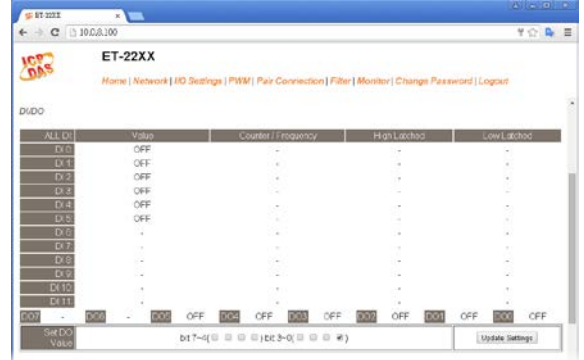 ET-22XX
10.0.8.100
ICP DAS
ET-22XX
Home | Network | I/O Settings | PWM | Pair Connection | Filter | Monitor | Change Password | Logout
DI/DO
ALL DI: Value Counter / Frequency High Latched Low Latched
DI 0: OFF - - -
DI 1: OFF - - -
DI 2: OFF - - -
DI 3: OFF - - -
DI 4: OFF - - -
DI 5: OFF - - -
DI 6: - - - -
DI 7: - - - -
DI 8: - - - -
DI 9: - - - -
DI 10: - - - -
DI 11: - - - -
DO7 - DO6 - DO5 OFF DO4 OFF DO3 OFF DO2 OFF DO1 OFF DO0 OFF
Set DO Value bit 7~4( ) bit 3~0( ) Update Settings